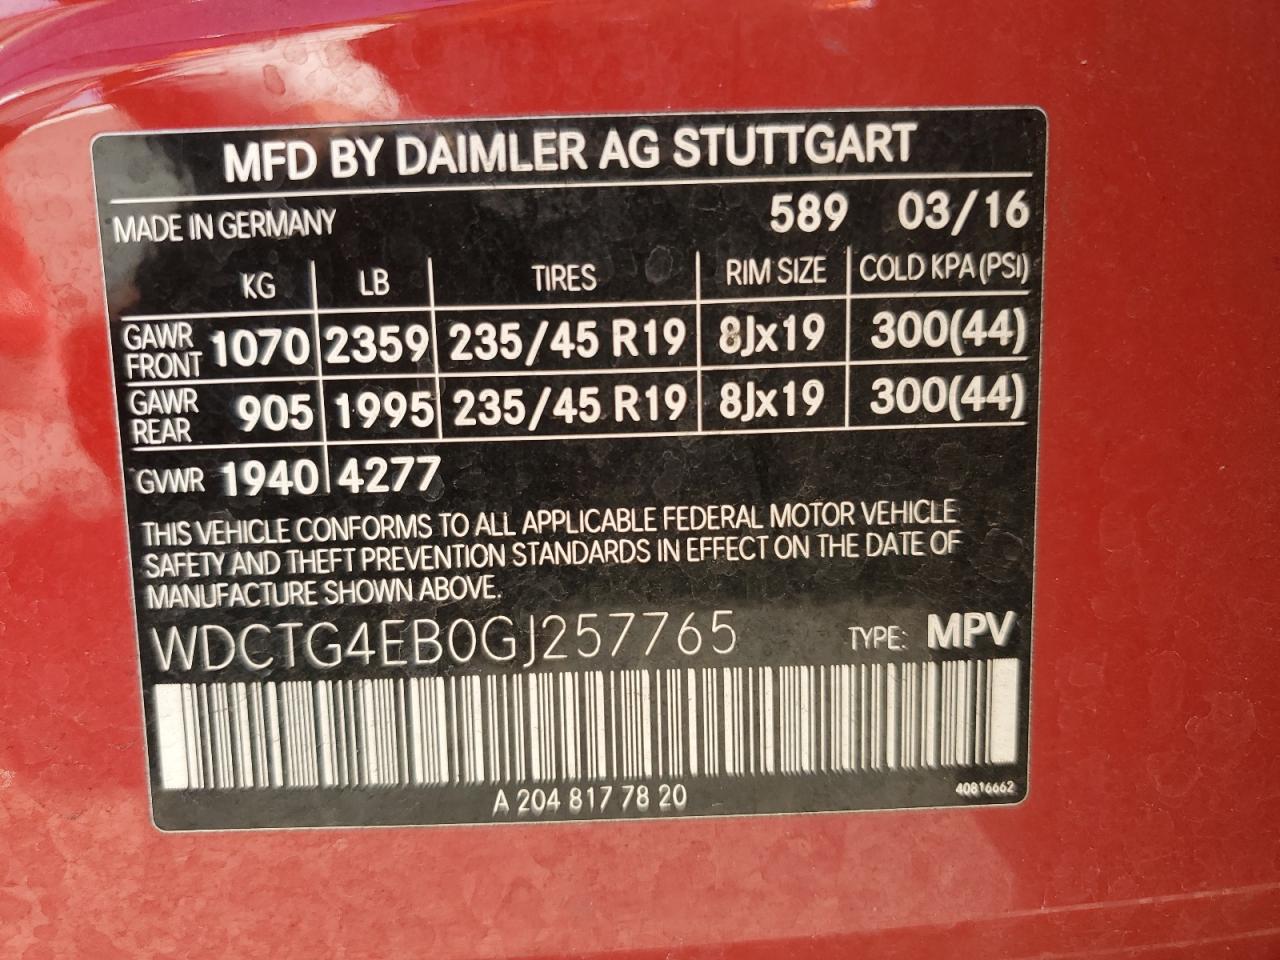 MFD BY DAIMLER AG STUTTGART
MADE IN GERMANY 589 03/16
KG LB TIRES RIM SIZE COLD KPA (PSI)
GAWR FRONT 1070 2359 235/45 R19 8Jx19 300(44)
GAWR REAR 905 1995 235/45 R19 8Jx19 300(44)
GVWR 1940 4277
THIS VEHICLE CONFORMS TO ALL APPLICABLE FEDERAL MOTOR VEHICLE
SAFETY AND THEFT PREVENTION STANDARDS IN EFFECT ON THE DATE OF
MANUFACTURE SHOWN ABOVE.
WDCTG4EB0GJ257765 TYPE: MPV
A 204 817 78 20
40816662